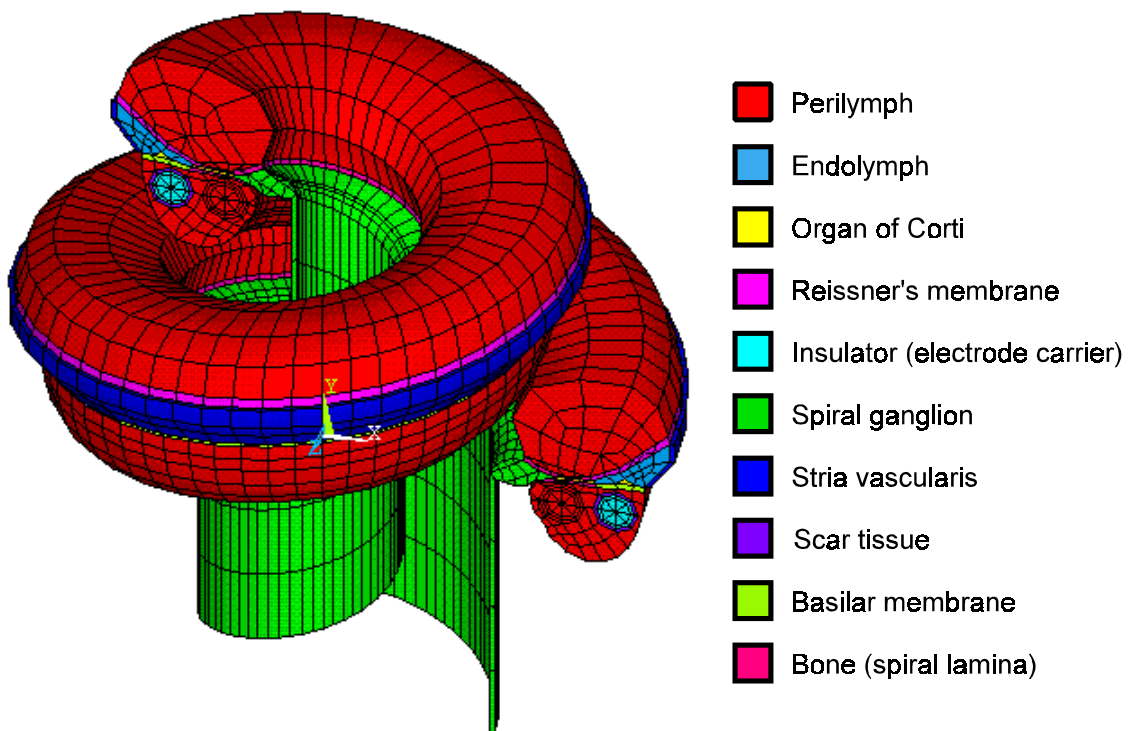 Perilymph
Endolymph
Organ of Corti
Reissner's membrane
Insulator (electrode carrier)
Spiral ganglion
Stria vascularis
Scar tissue
Basilar membrane
Bone (spiral lamina)
Y
X
Z